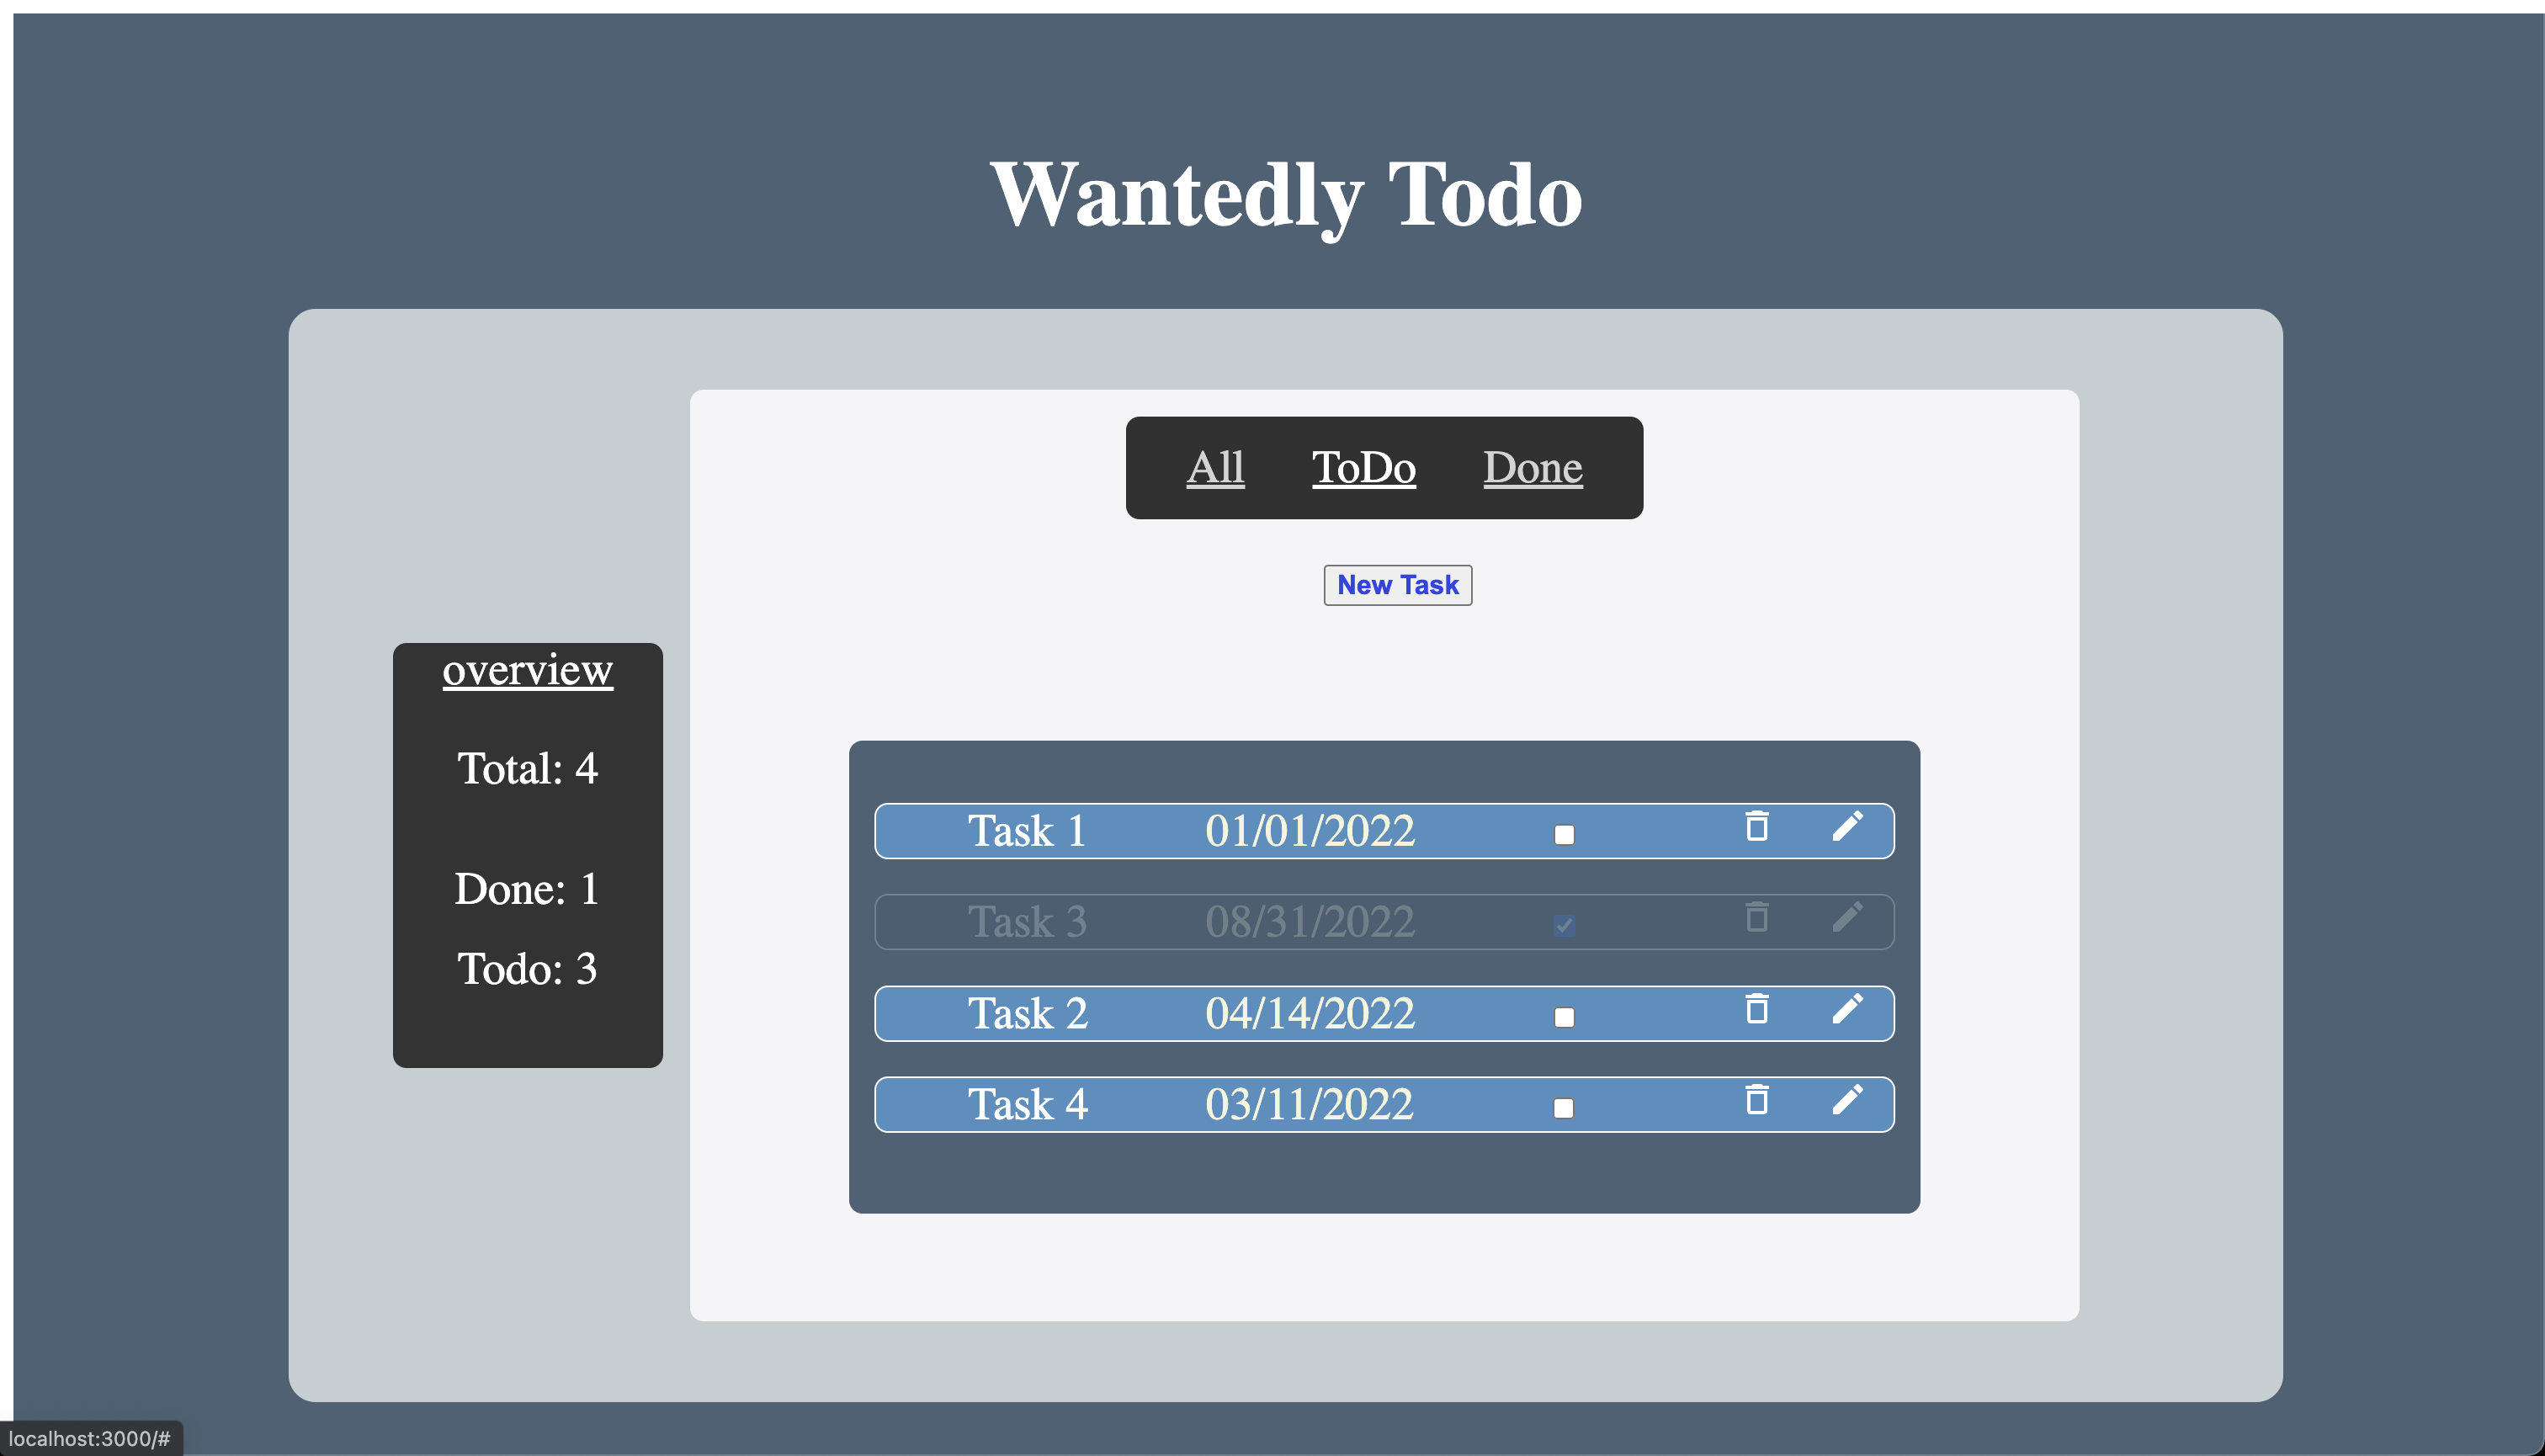 Wantedly Todo
All ToDo Done
New Task
overview
Total: 4
Done: 1
Todo: 3
Task 1 01/01/2022
Task 3 08/31/2022
Task 2 04/14/2022
Task 4 03/11/2022
localhost:3000/#